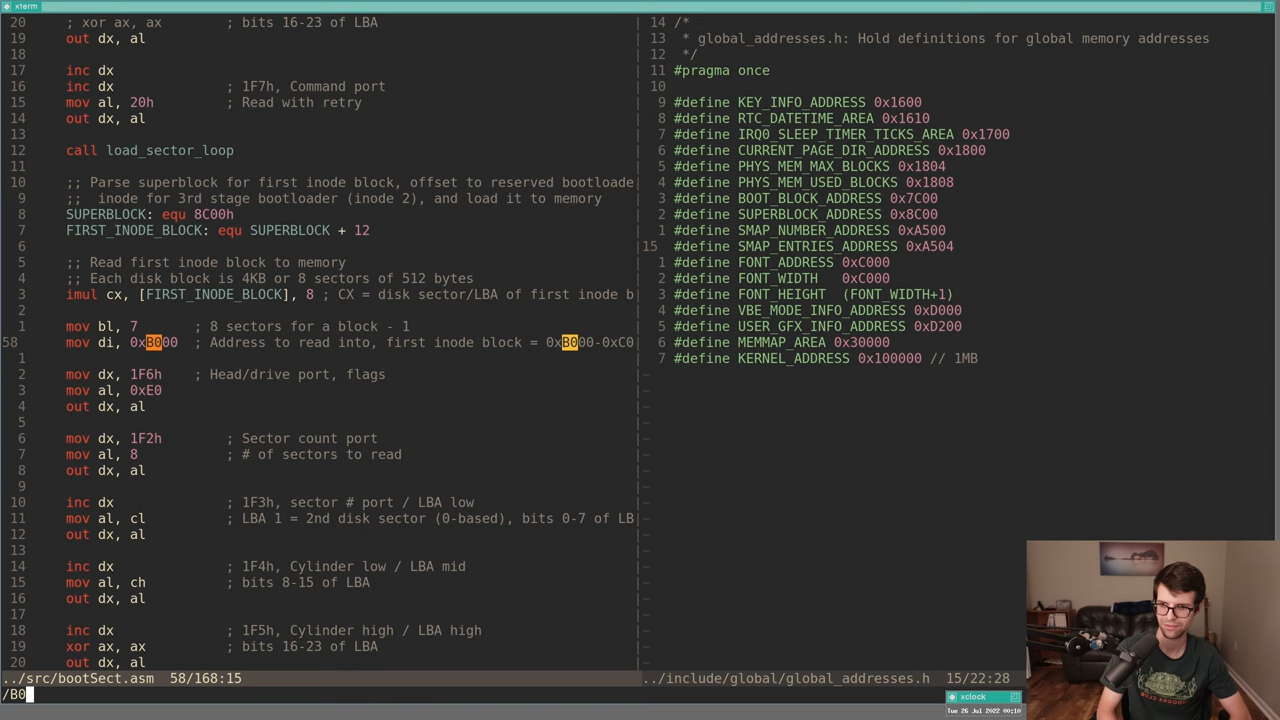 xterm
20 ; xor ax, ax ; bits 16-23 of LBA
19 out dx, al
18
17 inc dx
16 inc dx ; 1F7h, Command port
15 mov al, 20h ; Read with retry
14 out dx, al
13
12 call load_sector_loop
11
10 ;; Parse superblock for first inode block, offset to reserved bootloade
9 ;;  inode for 3rd stage bootloader (inode 2), and load it to memory
8 SUPERBLOCK: equ 8C00h
7 FIRST_INODE_BLOCK: equ SUPERBLOCK + 12
6
5 ;; Read first inode block to memory
4 ;; Each disk block is 4KB or 8 sectors of 512 bytes
3 imul cx, [FIRST_INODE_BLOCK], 8 ; CX = disk sector/LBA of first inode b
2
1 mov bl, 7 ; 8 sectors for a block - 1
58 mov di, 0xB000 ; Address to read into, first inode block = 0xB000-0xC0
1
2 mov dx, 1F6h ; Head/drive port, flags
3 mov al, 0xE0
4 out dx, al
5
6 mov dx, 1F2h ; Sector count port
7 mov al, 8 ; # of sectors to read
8 out dx, al
9
10 inc dx ; 1F3h, sector # port / LBA low
11 mov al, cl ; LBA 1 = 2nd disk sector (0-based), bits 0-7 of LB
12 out dx, al
13
14 inc dx ; 1F4h, Cylinder low / LBA mid
15 mov al, ch ; bits 8-15 of LBA
16 out dx, al
17
18 inc dx ; 1F5h, Cylinder high / LBA high
19 xor ax, ax ; bits 16-23 of LBA
20 out dx, al
../src/bootSect.asm 58/168:15
/B0
14 /*
13  * global_addresses.h: Hold definitions for global memory addresses
12  */
11 #pragma once
10
9 #define KEY_INFO_ADDRESS 0x1600
8 #define RTC_DATETIME_AREA 0x1610
7 #define IRQ0_SLEEP_TIMER_TICKS_AREA 0x1700
6 #define CURRENT_PAGE_DIR_ADDRESS 0x1800
5 #define PHYS_MEM_MAX_BLOCKS 0x1804
4 #define PHYS_MEM_USED_BLOCKS 0x1808
3 #define BOOT_BLOCK_ADDRESS 0x7C00
2 #define SUPERBLOCK_ADDRESS 0x8C00
1 #define SMAP_NUMBER_ADDRESS 0xA500
15 #define SMAP_ENTRIES_ADDRESS 0xA504
1 #define FONT_ADDRESS 0xC000
2 #define FONT_WIDTH 0xC000
3 #define FONT_HEIGHT (FONT_WIDTH+1)
4 #define VBE_MODE_INFO_ADDRESS 0xD000
5 #define USER_GFX_INFO_ADDRESS 0xD200
6 #define MEMMAP_AREA 0x30000
7 #define KERNEL_ADDRESS 0x100000 // 1MB
../include/global/global_addresses.h 15/22:28
xclock
Tue 26 Jul 2022 00:10